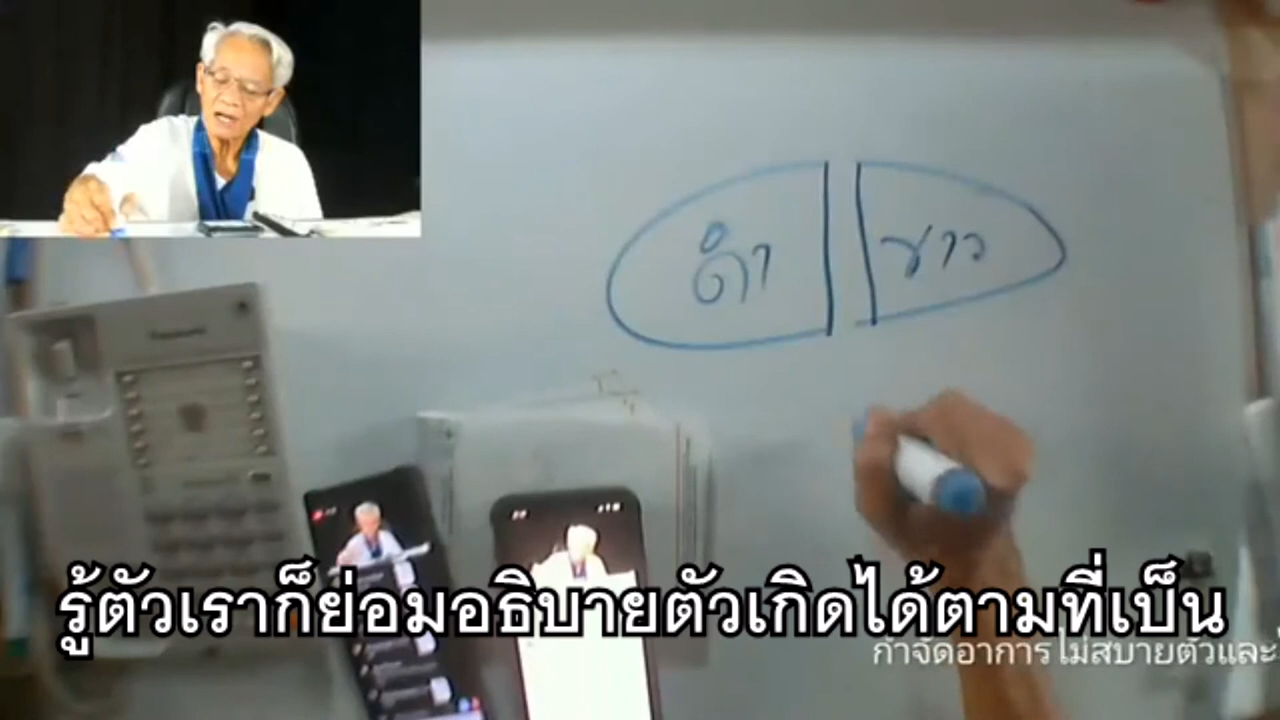 ดำ ขาว
Panasonic
รู้ตัวเราก็ย่อมอธิบายตัวเกิดได้ตามที่เป็น
กำจัดอาการไม่สบายตัวและ